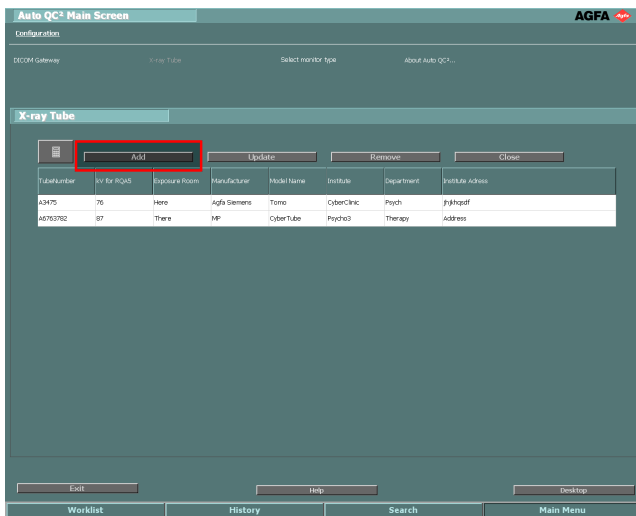 Auto QC² Main Screen
AGFA
Agfa
Configuration
DICOM Gateway X-ray Tube Select monitor type About Auto QC²...
X-ray Tube
Add Update Remove Close
TubeNumber kV for RQA5 Exposure Room Manufacturer Model Name Institute Department Institute Adress
A3475 76 Here Agfa Siemens Tomo CyberClinic Psych jhjkhqsdf
A6763782 87 There MP CyberTube Psycho3 Therapy Address
Exit Help Desktop
Worklist History Search Main Menu